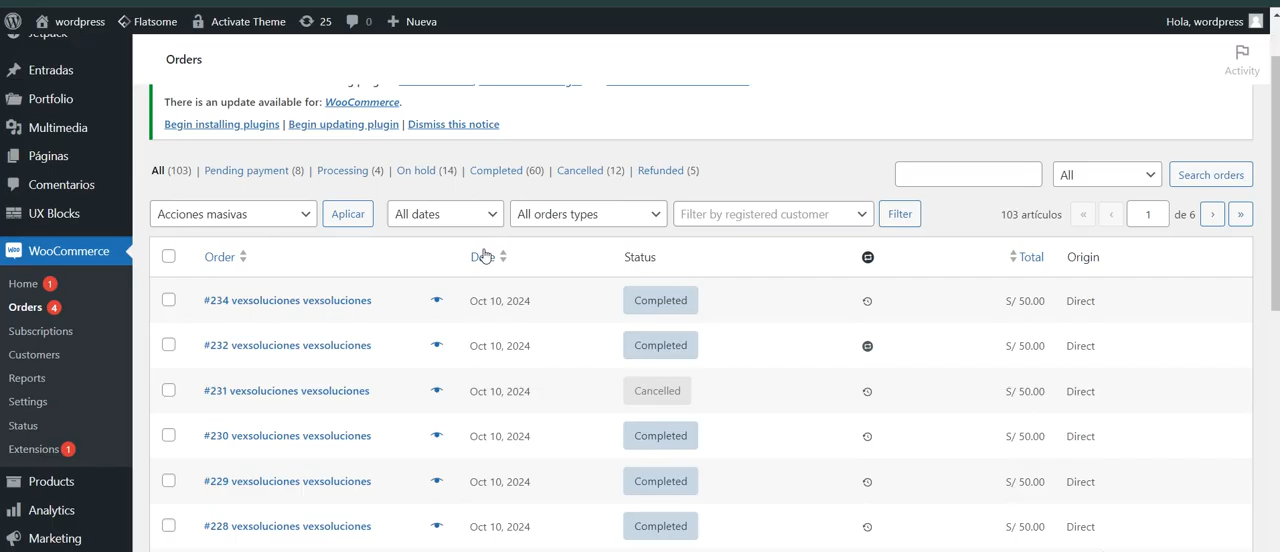 wordpress Flatsome Activate Theme 25 0 Nueva Hola, wordpress
Jetpack
Entradas
Portfolio
Multimedia
Páginas
Comentarios
UX Blocks
WooCommerce
Home 1
Orders 4
Subscriptions
Customers
Reports
Settings
Status
Extensions 1
Products
Analytics
Marketing
Orders
Activity
There is an update available for: WooCommerce.
Begin installing plugins | Begin updating plugin | Dismiss this notice
All (103) | Pending payment (8) | Processing (4) | On hold (14) | Completed (60) | Cancelled (12) | Refunded (5)
All Search orders
Acciones masivas Aplicar All dates All orders types Filter by registered customer Filter 103 artículos « ‹ 1 de 6 › »
Order Date Status Total Origin
#234 vexsoluciones vexsoluciones Oct 10, 2024 Completed S/ 50.00 Direct
#232 vexsoluciones vexsoluciones Oct 10, 2024 Completed S/ 50.00 Direct
#231 vexsoluciones vexsoluciones Oct 10, 2024 Cancelled S/ 50.00 Direct
#230 vexsoluciones vexsoluciones Oct 10, 2024 Completed S/ 50.00 Direct
#229 vexsoluciones vexsoluciones Oct 10, 2024 Completed S/ 50.00 Direct
#228 vexsoluciones vexsoluciones Oct 10, 2024 Completed S/ 50.00 Direct